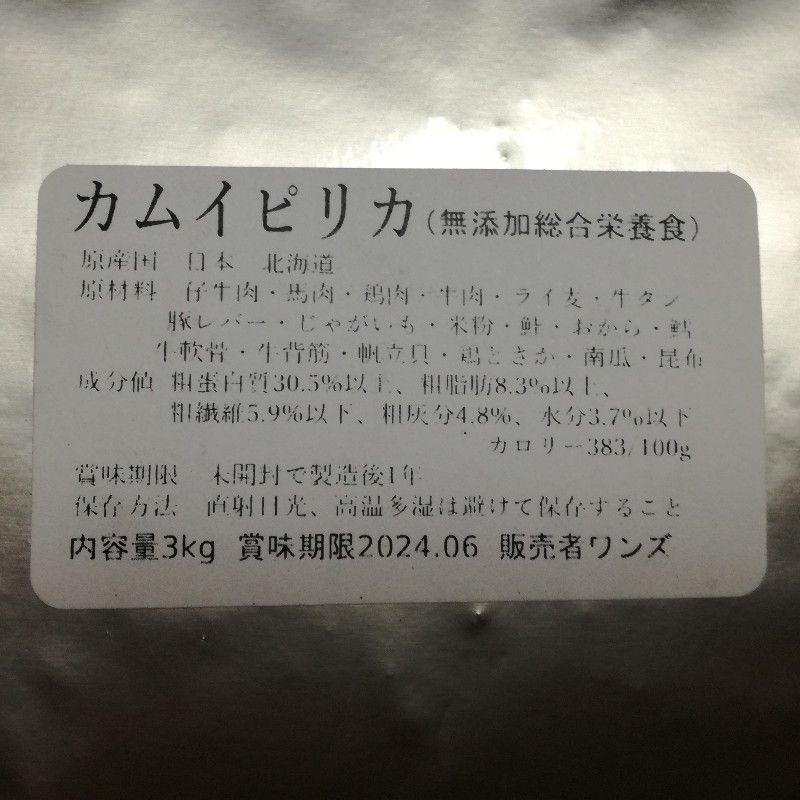 カムイピリカ(無添加総合栄養食)
原産国 日本 北海道
原材料 仔牛肉・馬肉・鶏肉・牛肉・ライ麦・牛タン
豚レバー・じゃがいも・米粉・鮭・おから・鱈
牛軟骨・牛背筋・帆立貝・鶏とさか・南瓜・昆布
成分値 粗蛋白質30.5%以上、粗脂肪8.3%以上、
粗繊維5.9%以下、粗灰分4.8%、水分3.7%以下
カロリー383/100g
賞味期限 未開封で製造後1年
保存方法 直射日光、高温多湿は避けて保存すること
内容量3kg 賞味期限2024.06 販売者ワンズ